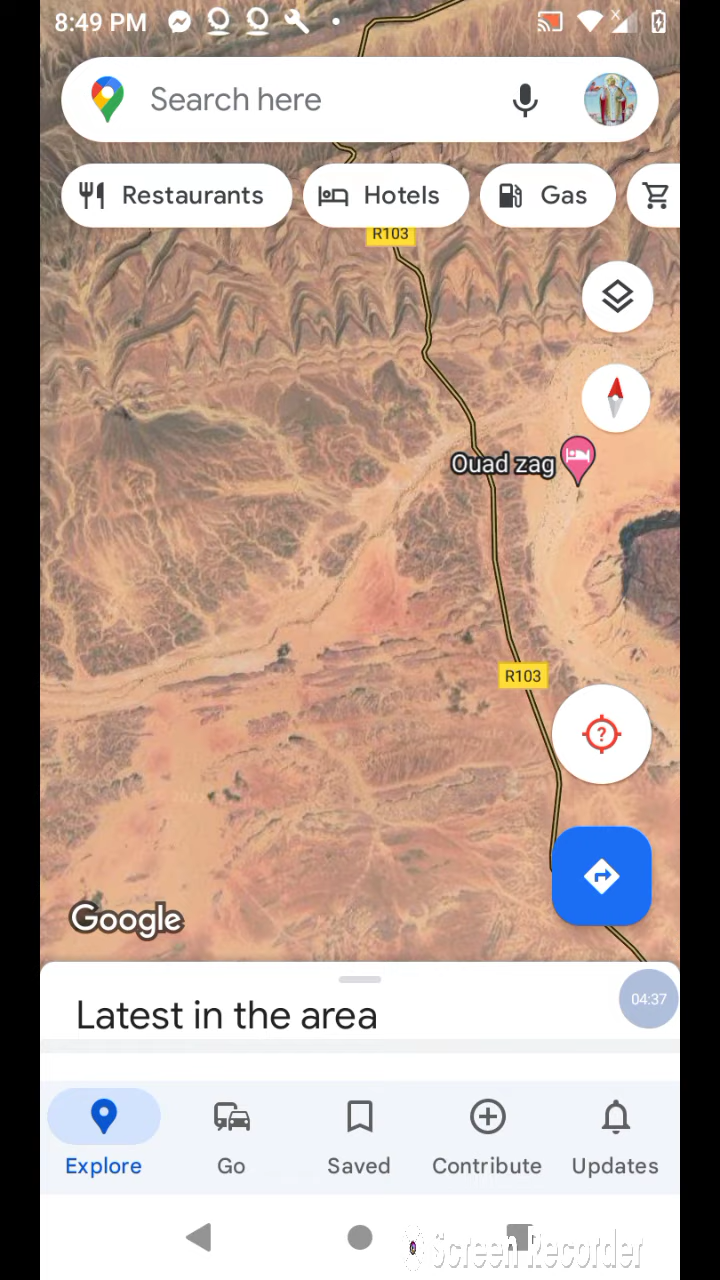 8:49 PM
Search here
Restaurants
Hotels
Gas
R103
Ouad zag
R103
?
Google
04:37
Latest in the area
Explore
Go
Saved
Contribute
Updates
Screen Recorder